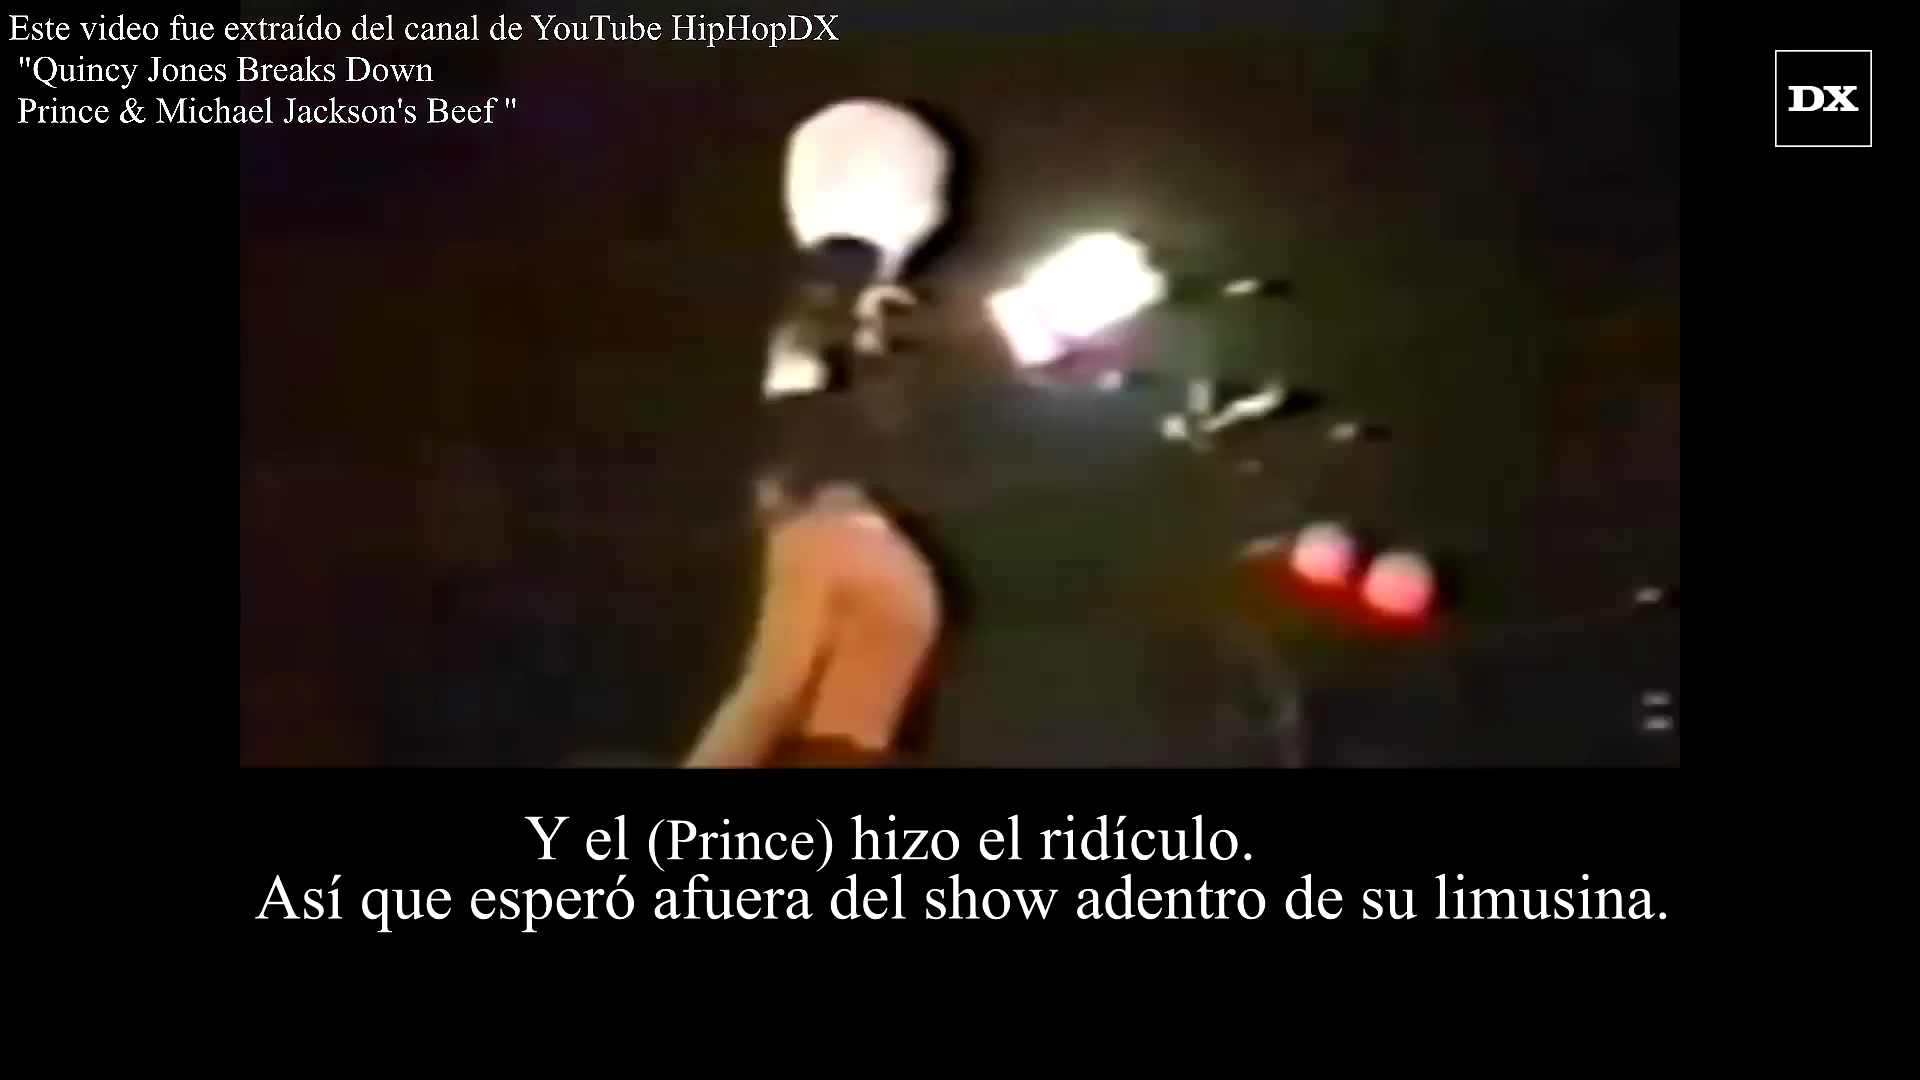 Este video fue extraído del canal de YouTube HipHopDX
"Quincy Jones Breaks Down
Prince & Michael Jackson's Beef "
DX
Y el (Prince) hizo el ridículo.
Así que esperó afuera del show adentro de su limusina.